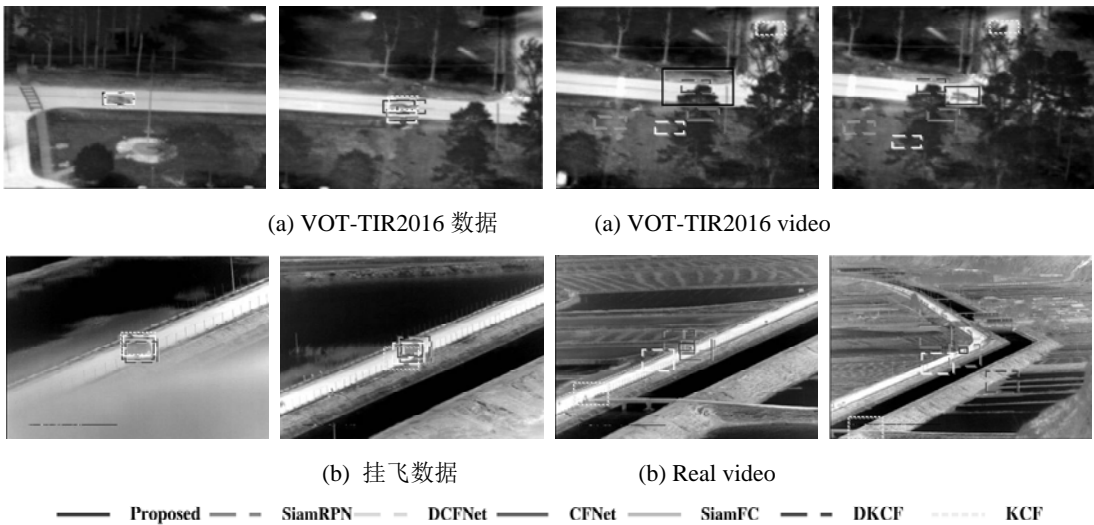 (a) VOT-TIR2016 数据 (a) VOT-TIR2016 video
(b) 挂飞数据 (b) Real video
Proposed SiamRPN DCFNet CFNet SiamFC DKCF KCF